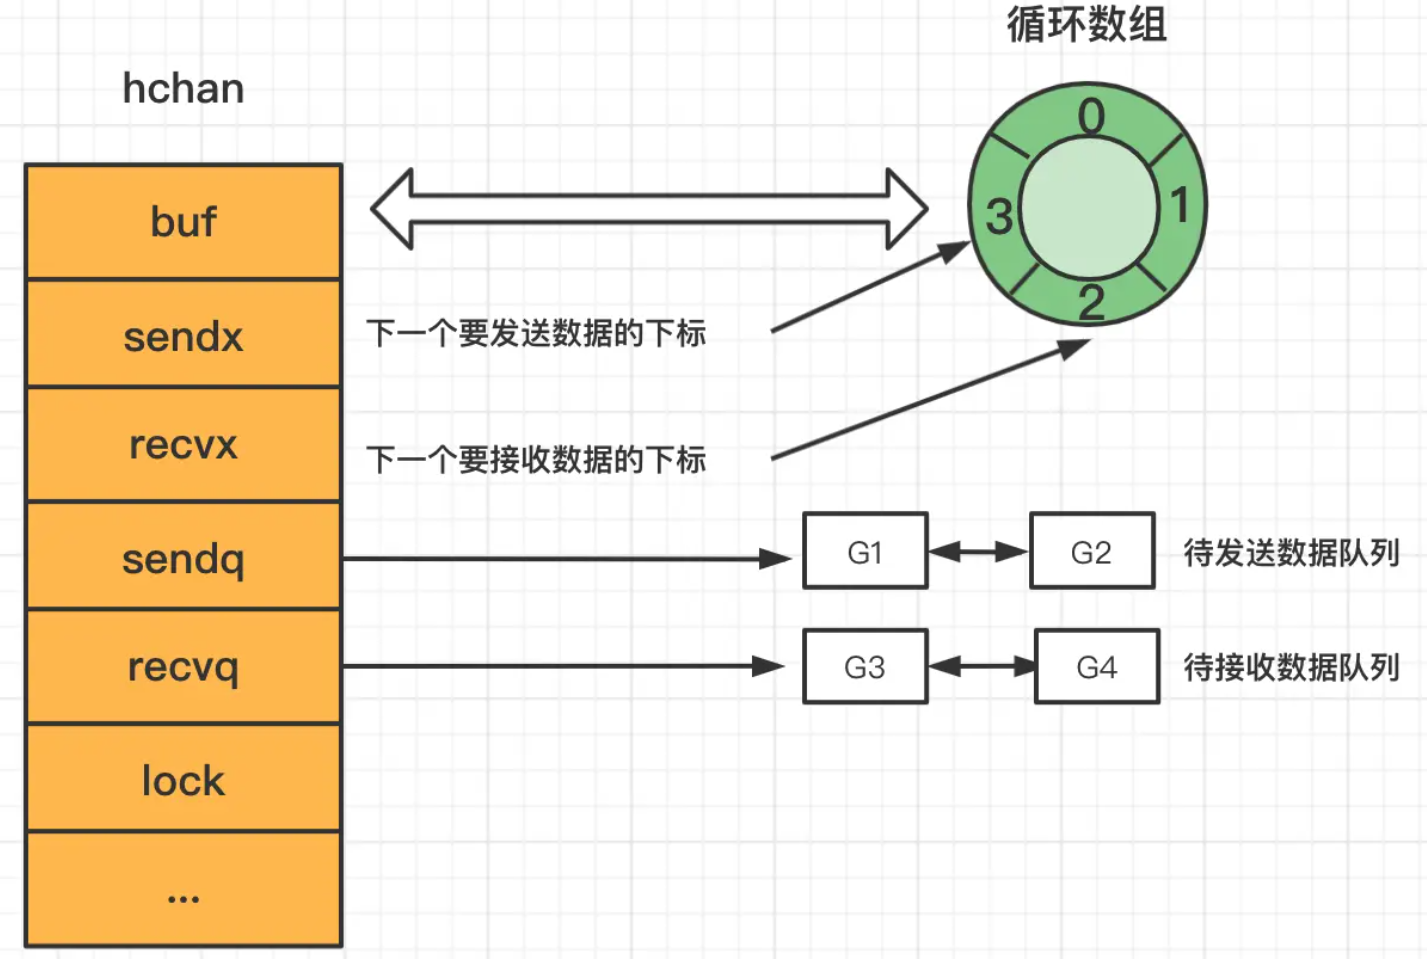 循环数组
hchan
buf
0
1
2
3
sendx
下一个要发送数据的下标
recvx
下一个要接收数据的下标
sendq
G1
G2
待发送数据队列
recvq
G3
G4
待接收数据队列
lock
...